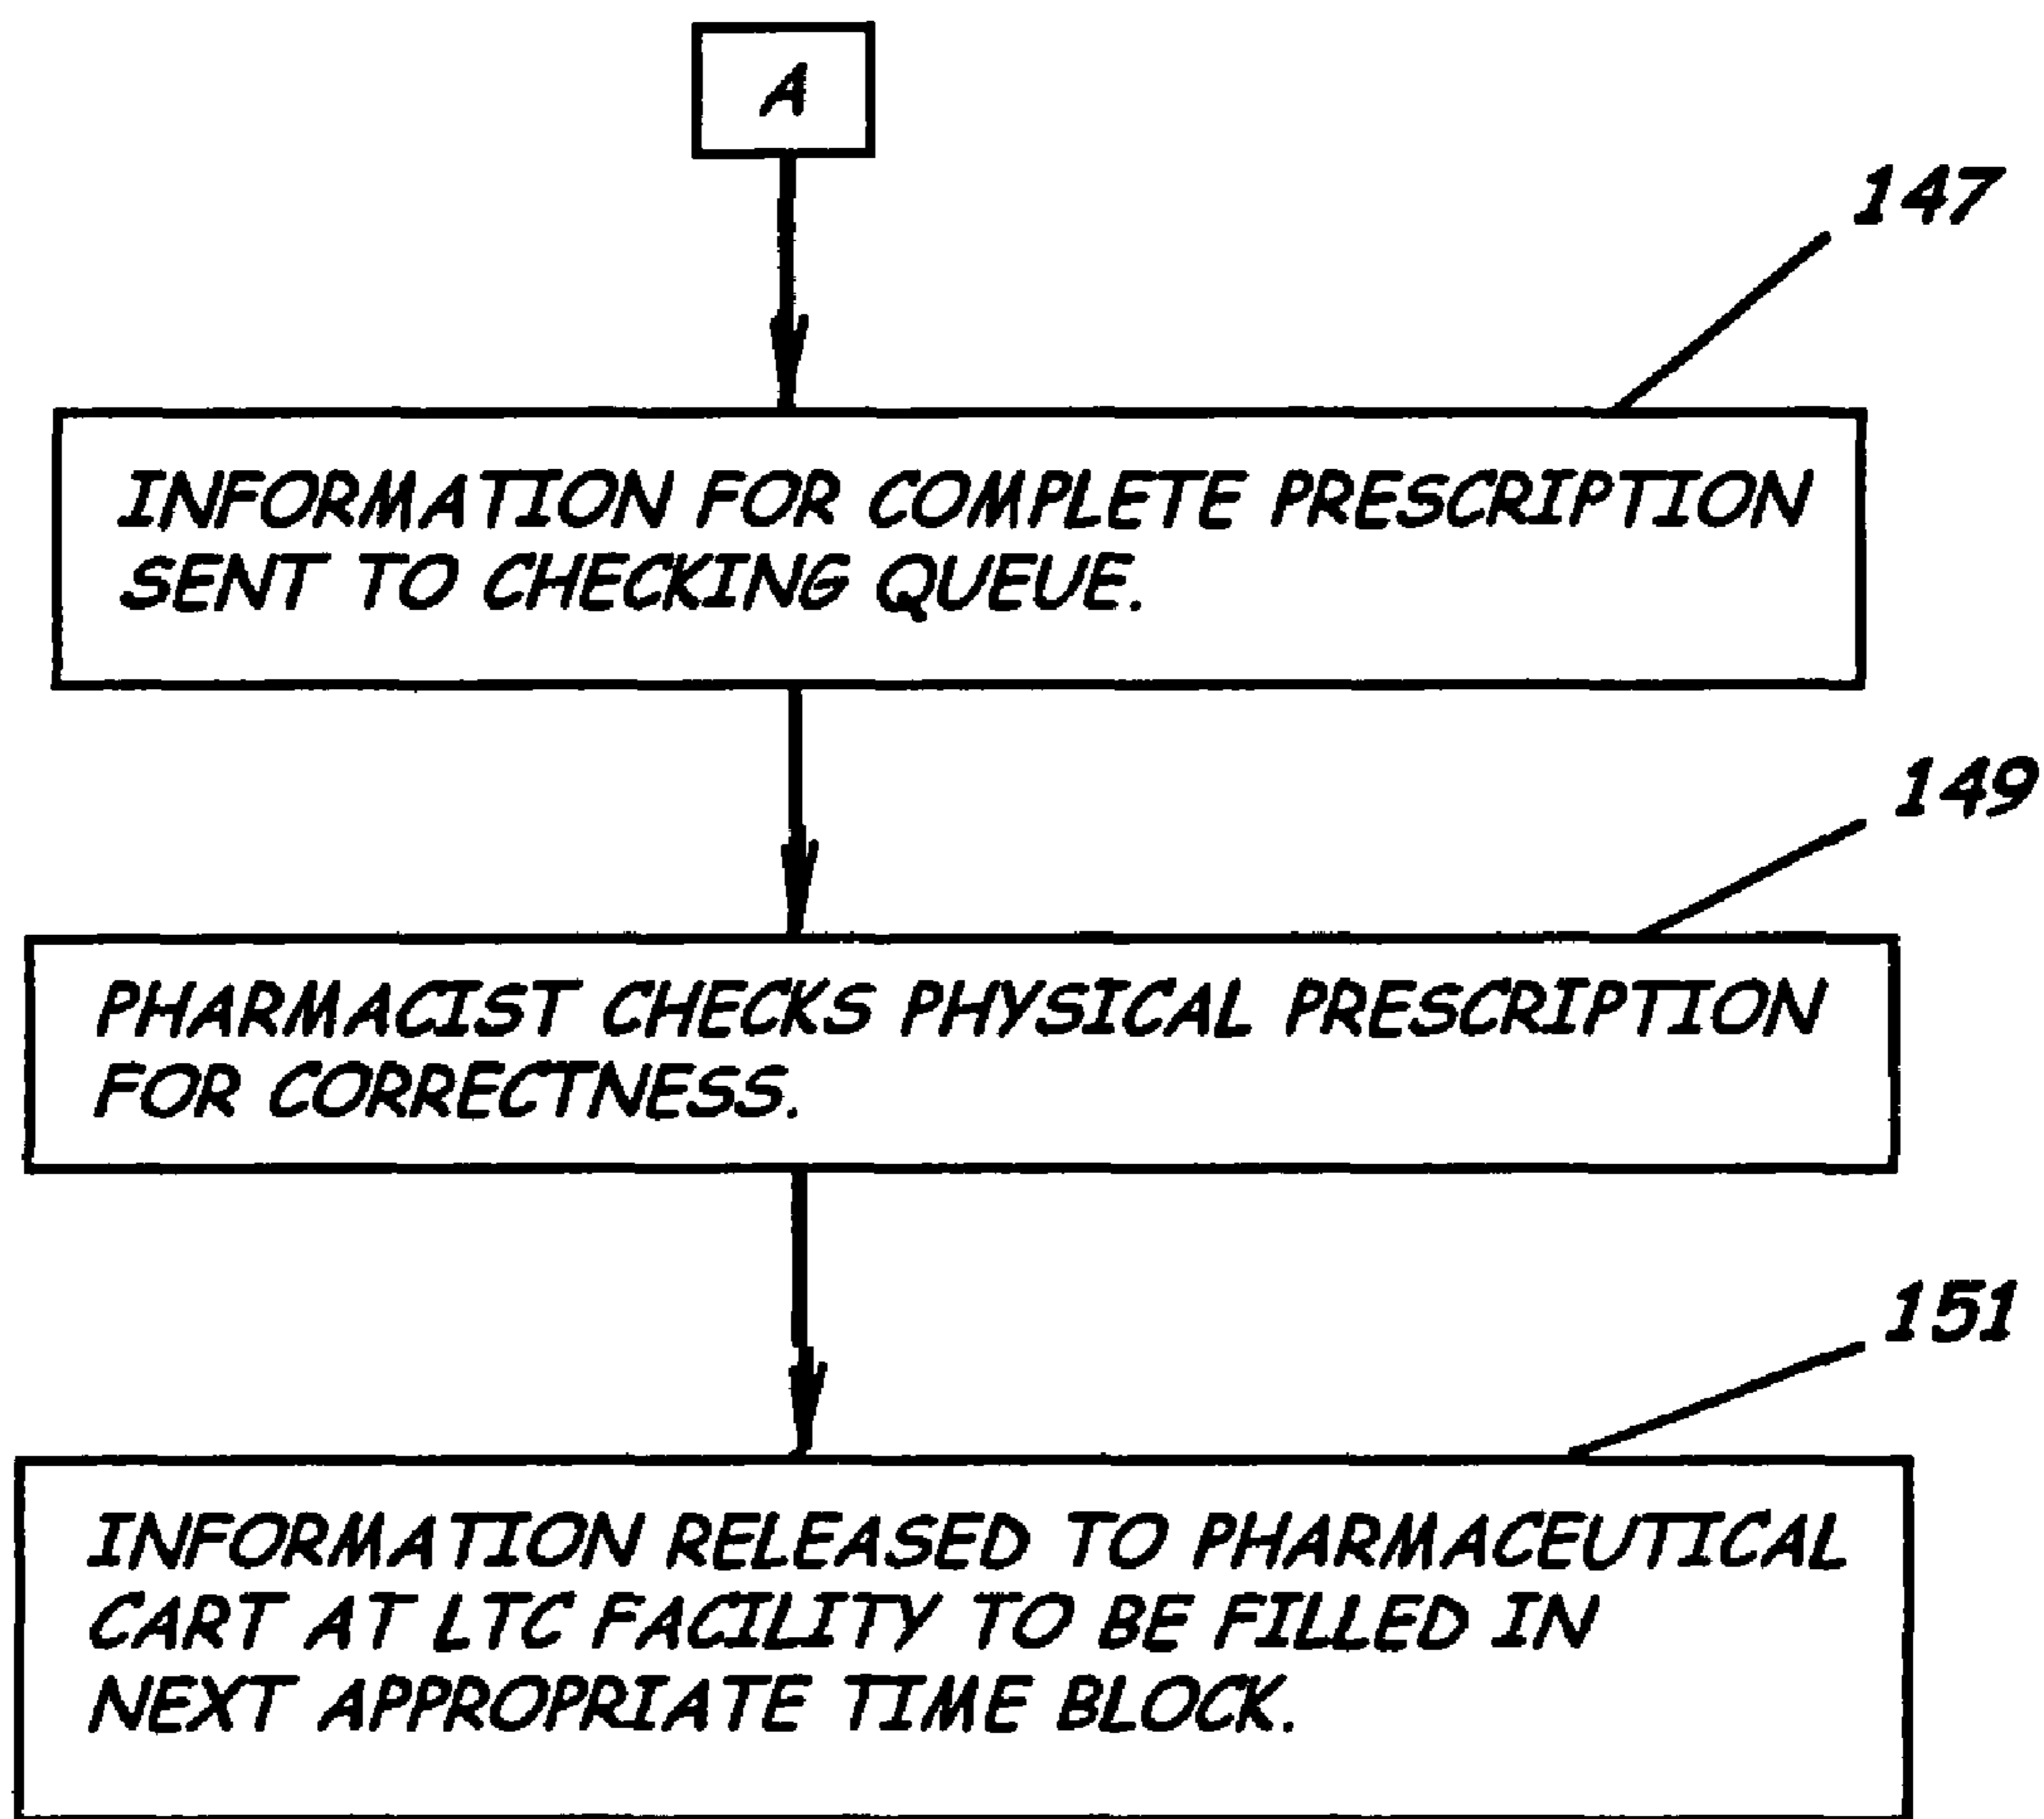 A
147
INFORMATION FOR COMPLETE PRESCRIPTION
SENT TO CHECKING QUEUE.
149
PHARMACIST CHECKS PHYSICAL PRESCRIPTION
FOR CORRECTNESS.
151
INFORMATION RELEASED TO PHARMACEUTICAL
CART AT LTC FACILITY TO BE FILLED IN
NEXT APPROPRIATE TIME BLOCK.